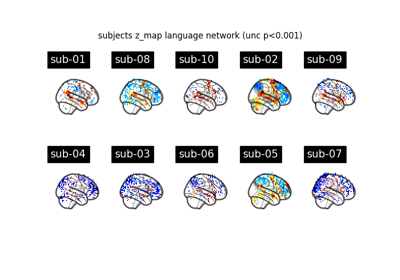 subjects z_map language network (unc p<0.001)
sub-01 sub-08 sub-10 sub-02 sub-09
sub-04 sub-03 sub-06 sub-05 sub-07